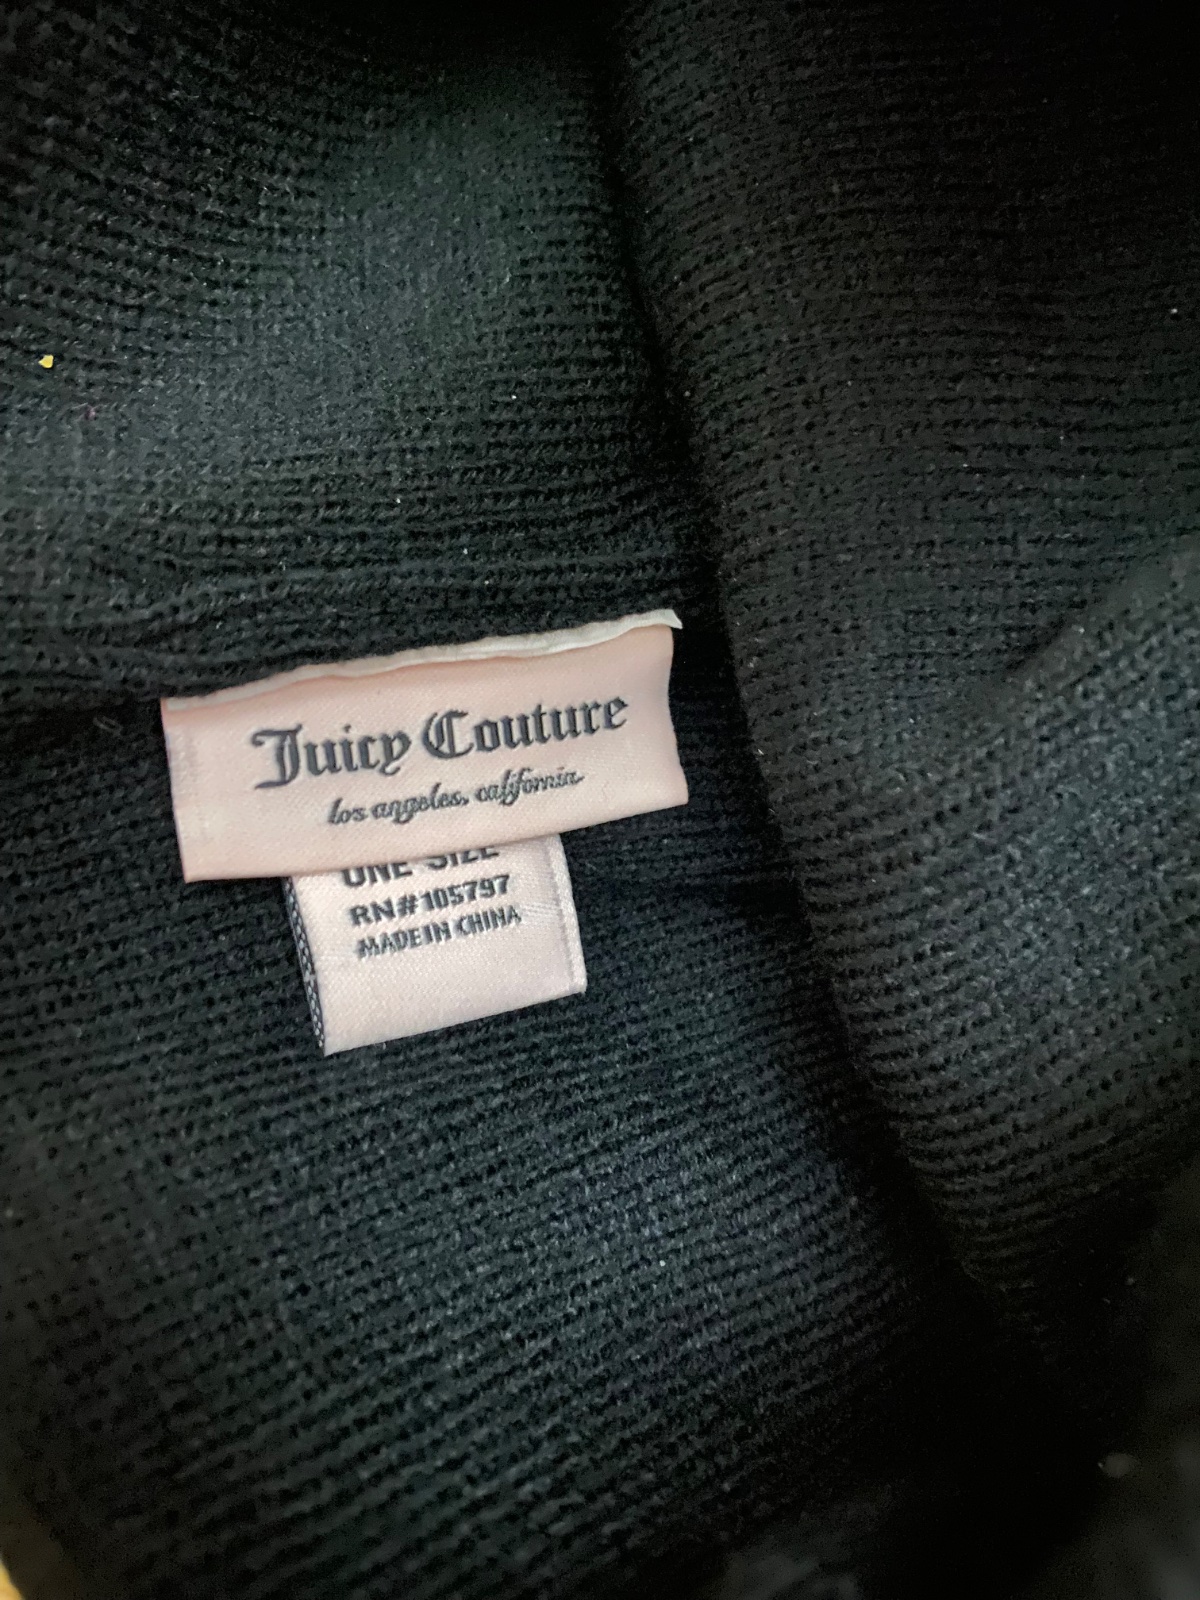 Juicy Couture
los angeles, california
ONE SIZE
RN#105797
MADE IN CHINA